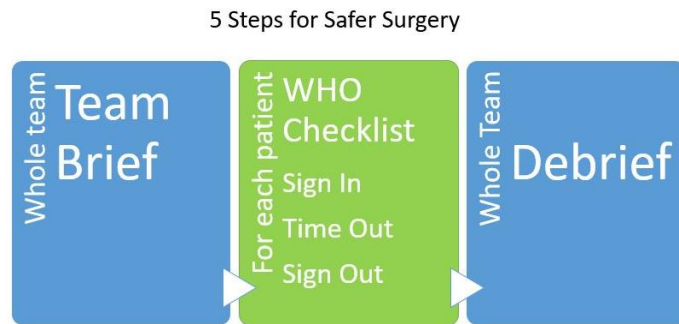 5 Steps for Safer Surgery
Whole team
Team
Brief
For each patient
WHO
Checklist
Sign In
Time Out
Sign Out
Whole Team
Debrief